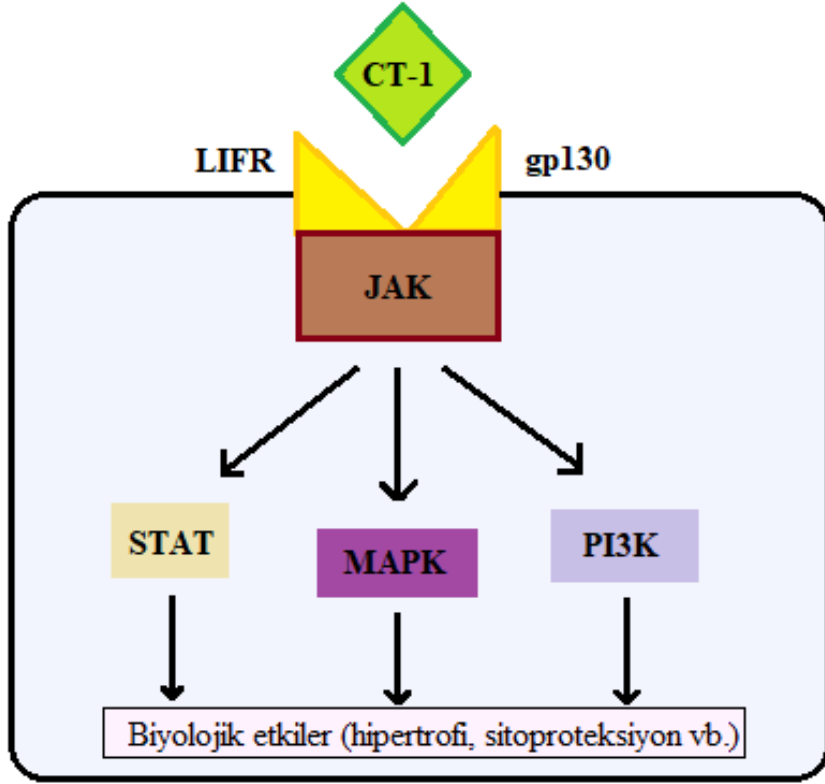 CT-1
LIFR
gp130
JAK
STAT
MAPK
PI3K
Biyolojik etkiler (hipertrofi, sitoproteksiyon vb.)